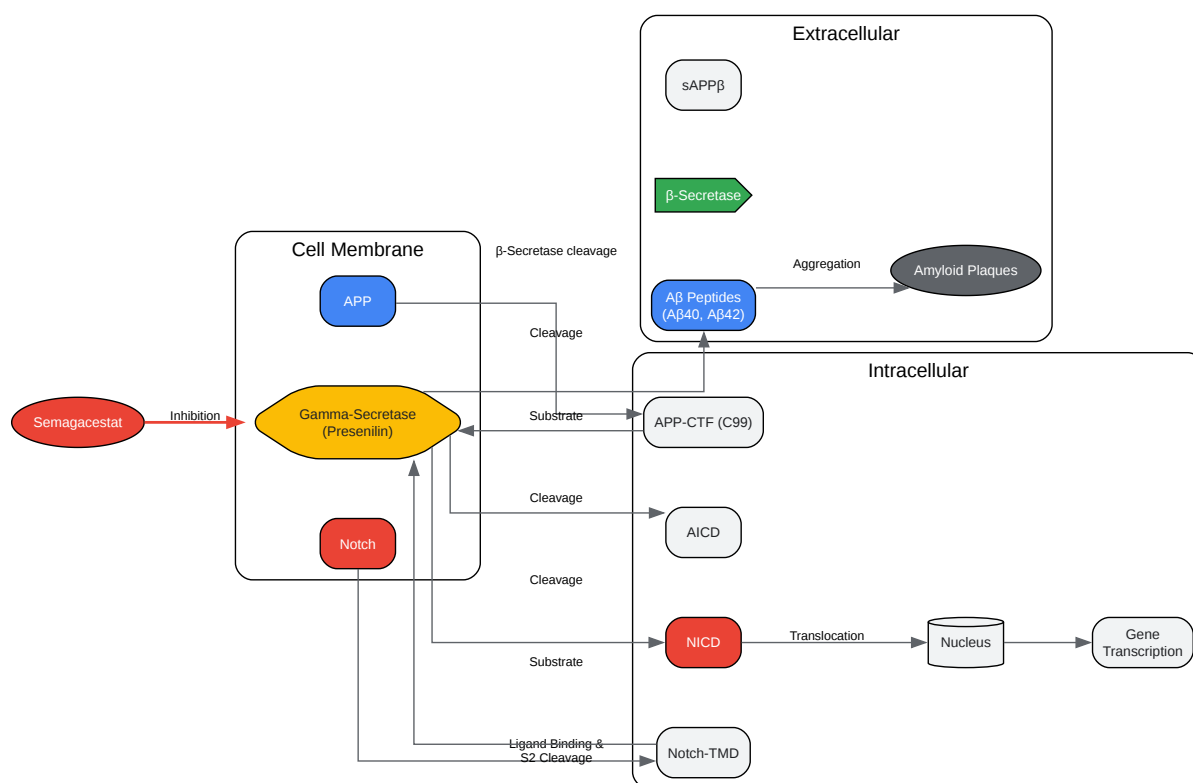 Extracellular
sAPPβ
β-Secretase
Cell Membrane
β-Secretase cleavage
Aggregation
Amyloid Plaques
APP
Aβ Peptides
(Aβ40, Aβ42)
Cleavage
Intracellular
Semagacestat
Inhibition
Gamma-Secretase
(Presenilin)
Substrate
APP-CTF (C99)
Cleavage
AICD
Notch
Cleavage
NICD
Translocation
Nucleus
Gene
Transcription
Substrate
Ligand Binding &
S2 Cleavage
Notch-TMD